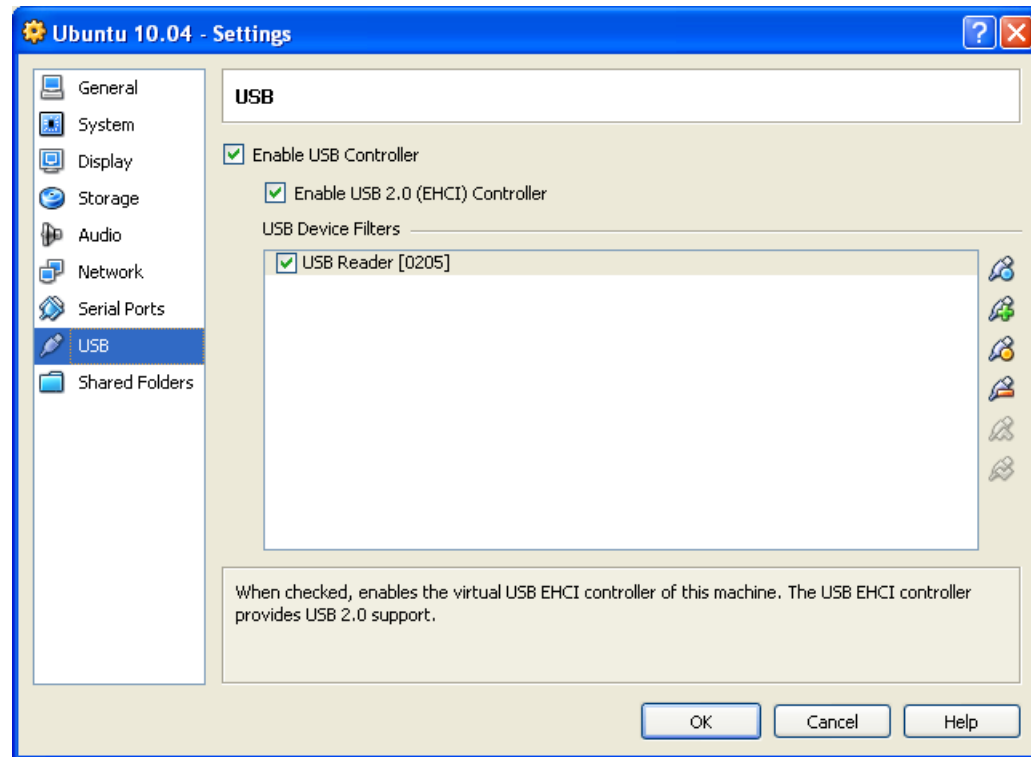 Ubuntu 10.04 - Settings
General
System
Display
Storage
Audio
Network
Serial Ports
USB
Shared Folders
USB
Enable USB Controller
Enable USB 2.0 (EHCI) Controller
USB Device Filters
USB Reader [0205]
When checked, enables the virtual USB EHCI controller of this machine. The USB EHCI controller
provides USB 2.0 support.
OK Cancel Help